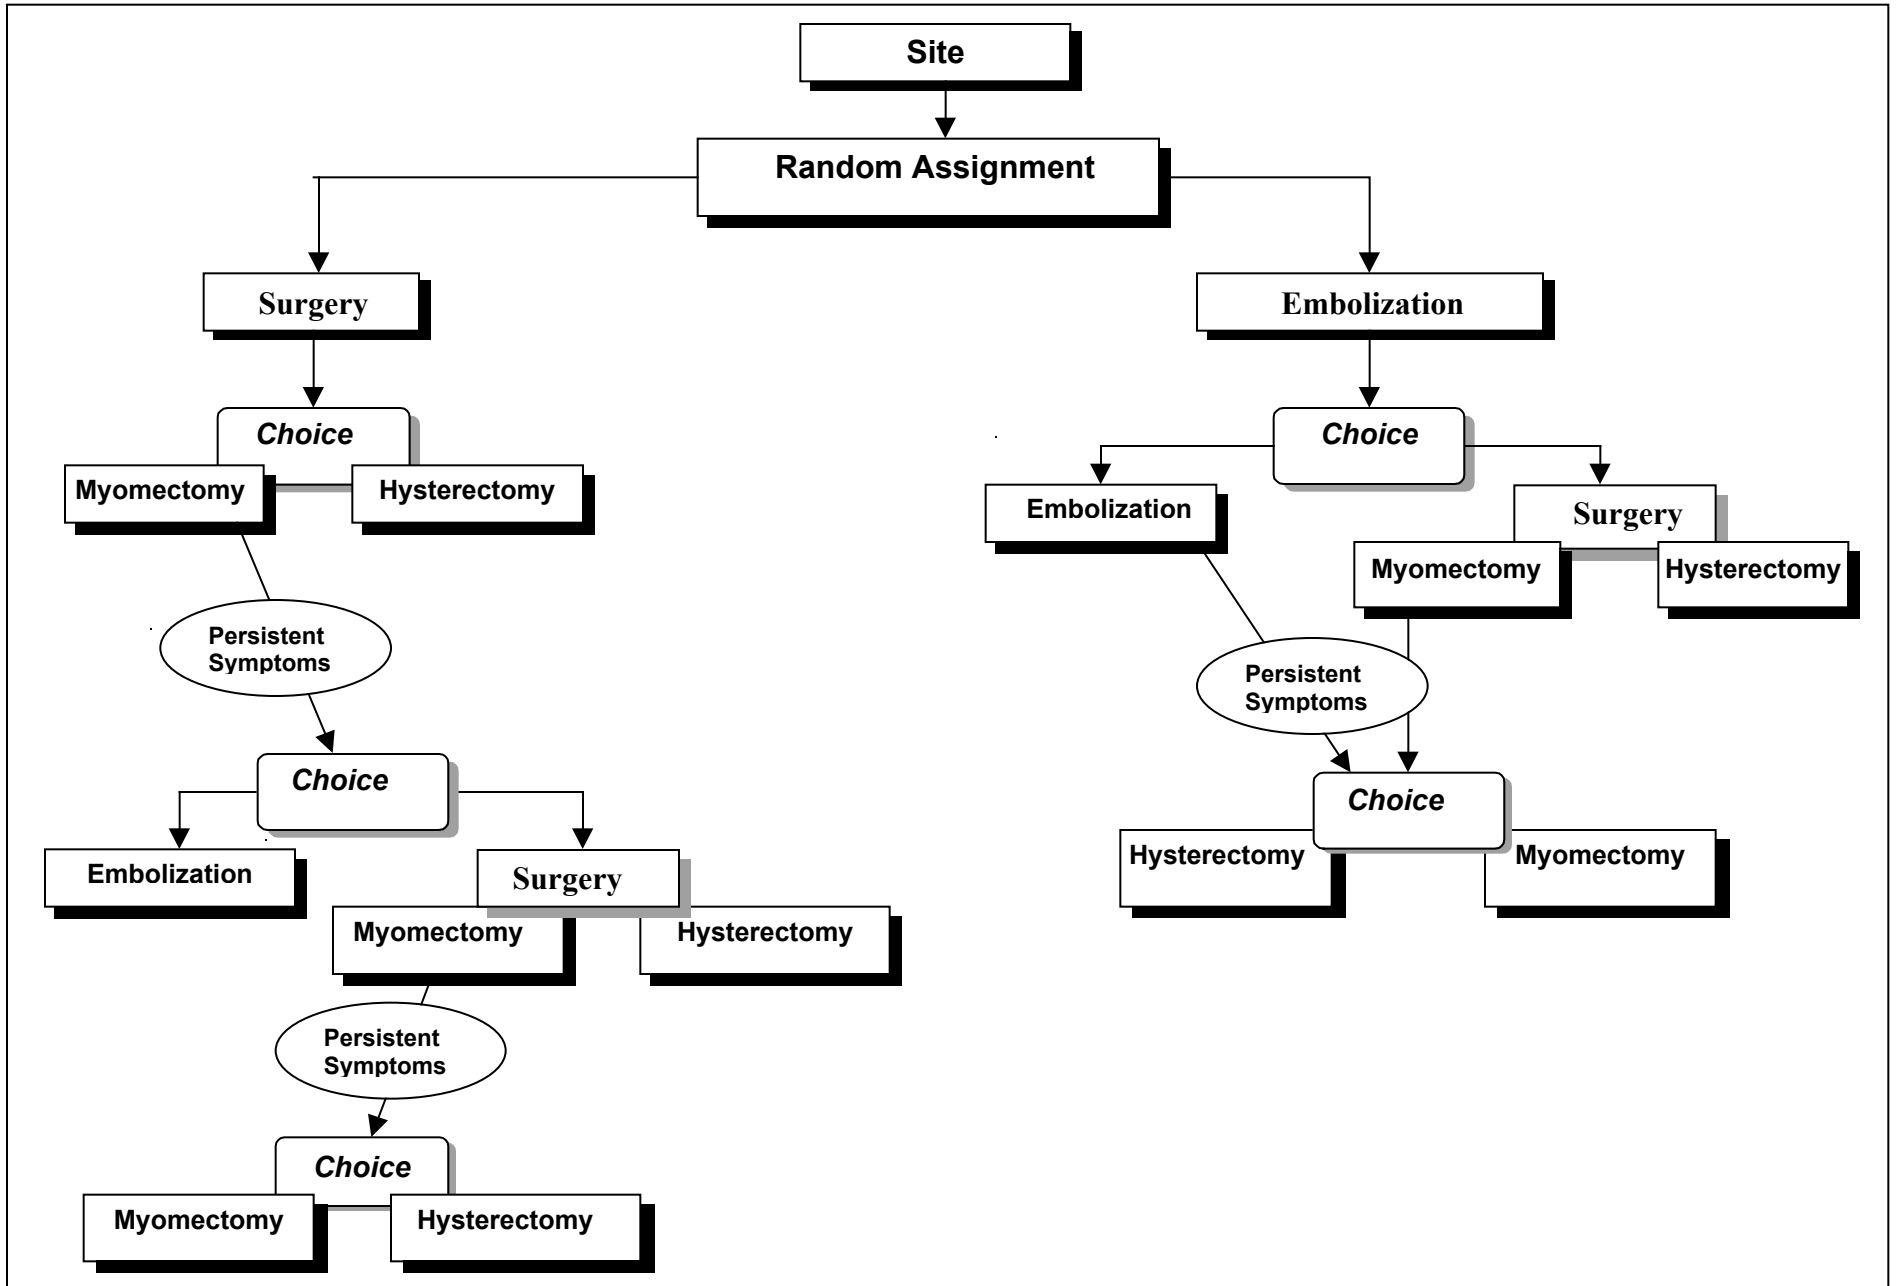 Site
Random Assignment
Surgery
Embolization
Choice
Choice
Myomectomy
Hysterectomy
Embolization
Surgery
Myomectomy
Hysterectomy
Persistent
Symptoms
Persistent
Symptoms
Choice
Choice
Embolization
Surgery
Hysterectomy
Myomectomy
Myomectomy
Hysterectomy
Persistent
Symptoms
Choice
Myomectomy
Hysterectomy